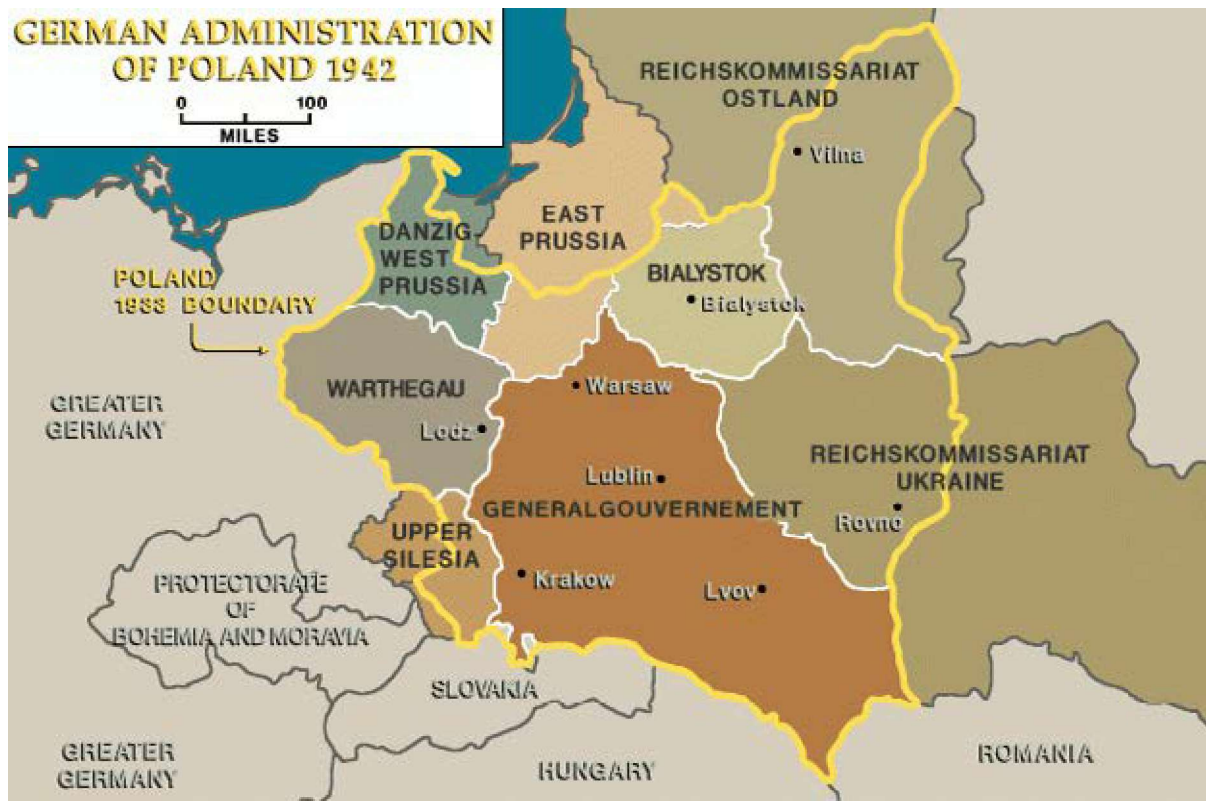 GERMAN ADMINISTRATION
OF POLAND 1942
0 100
MILES
REICHSKOMMISSARIAT
OSTLAND
Vilna
EAST
PRUSSIA
DANZIG
WEST
PRUSSIA
BIALYSTOK
Bialystok
POLAND
1933 BOUNDARY
WARTHEGAU
Warsaw
GREATER
GERMANY
Lodz
REICHSKOMMISSARIAT
UKRAINE
Lublin
GENERALGOUVERNEMENT
Rovno
UPPER
SILESIA
Krakow
Lvov
PROTECTORATE
OF
BOHEMIA AND MORAVIA
SLOVAKIA
GREATER
GERMANY
HUNGARY
ROMANIA